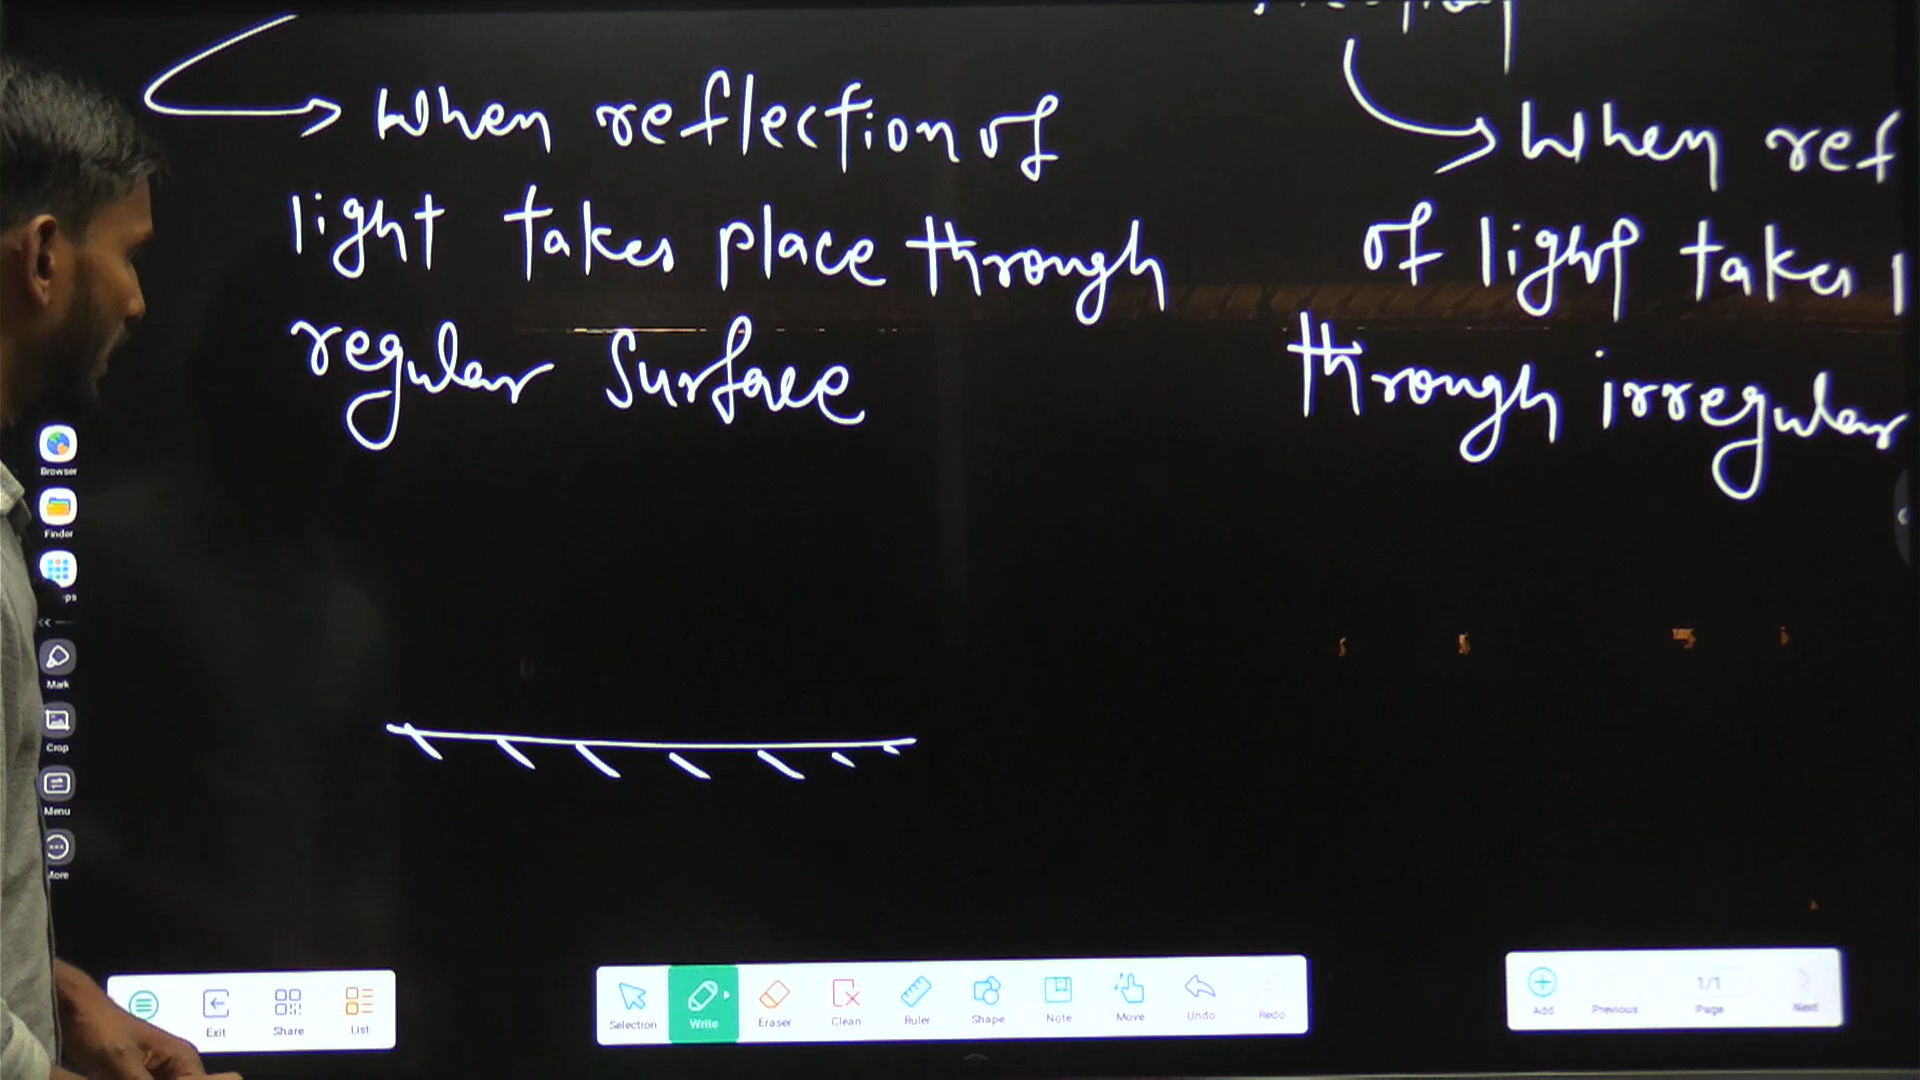 When reflection of
light takes place through
regular Surface
When ref
of light takes
through irregular
Browser
Finder
Mark
Crop
Menu
More
Exit
Share
List
Selection
Write
Eraser
Clean
Ruler
Shape
Note
Move
Undo
Redo
Add
Previous
1/1
Page
Next